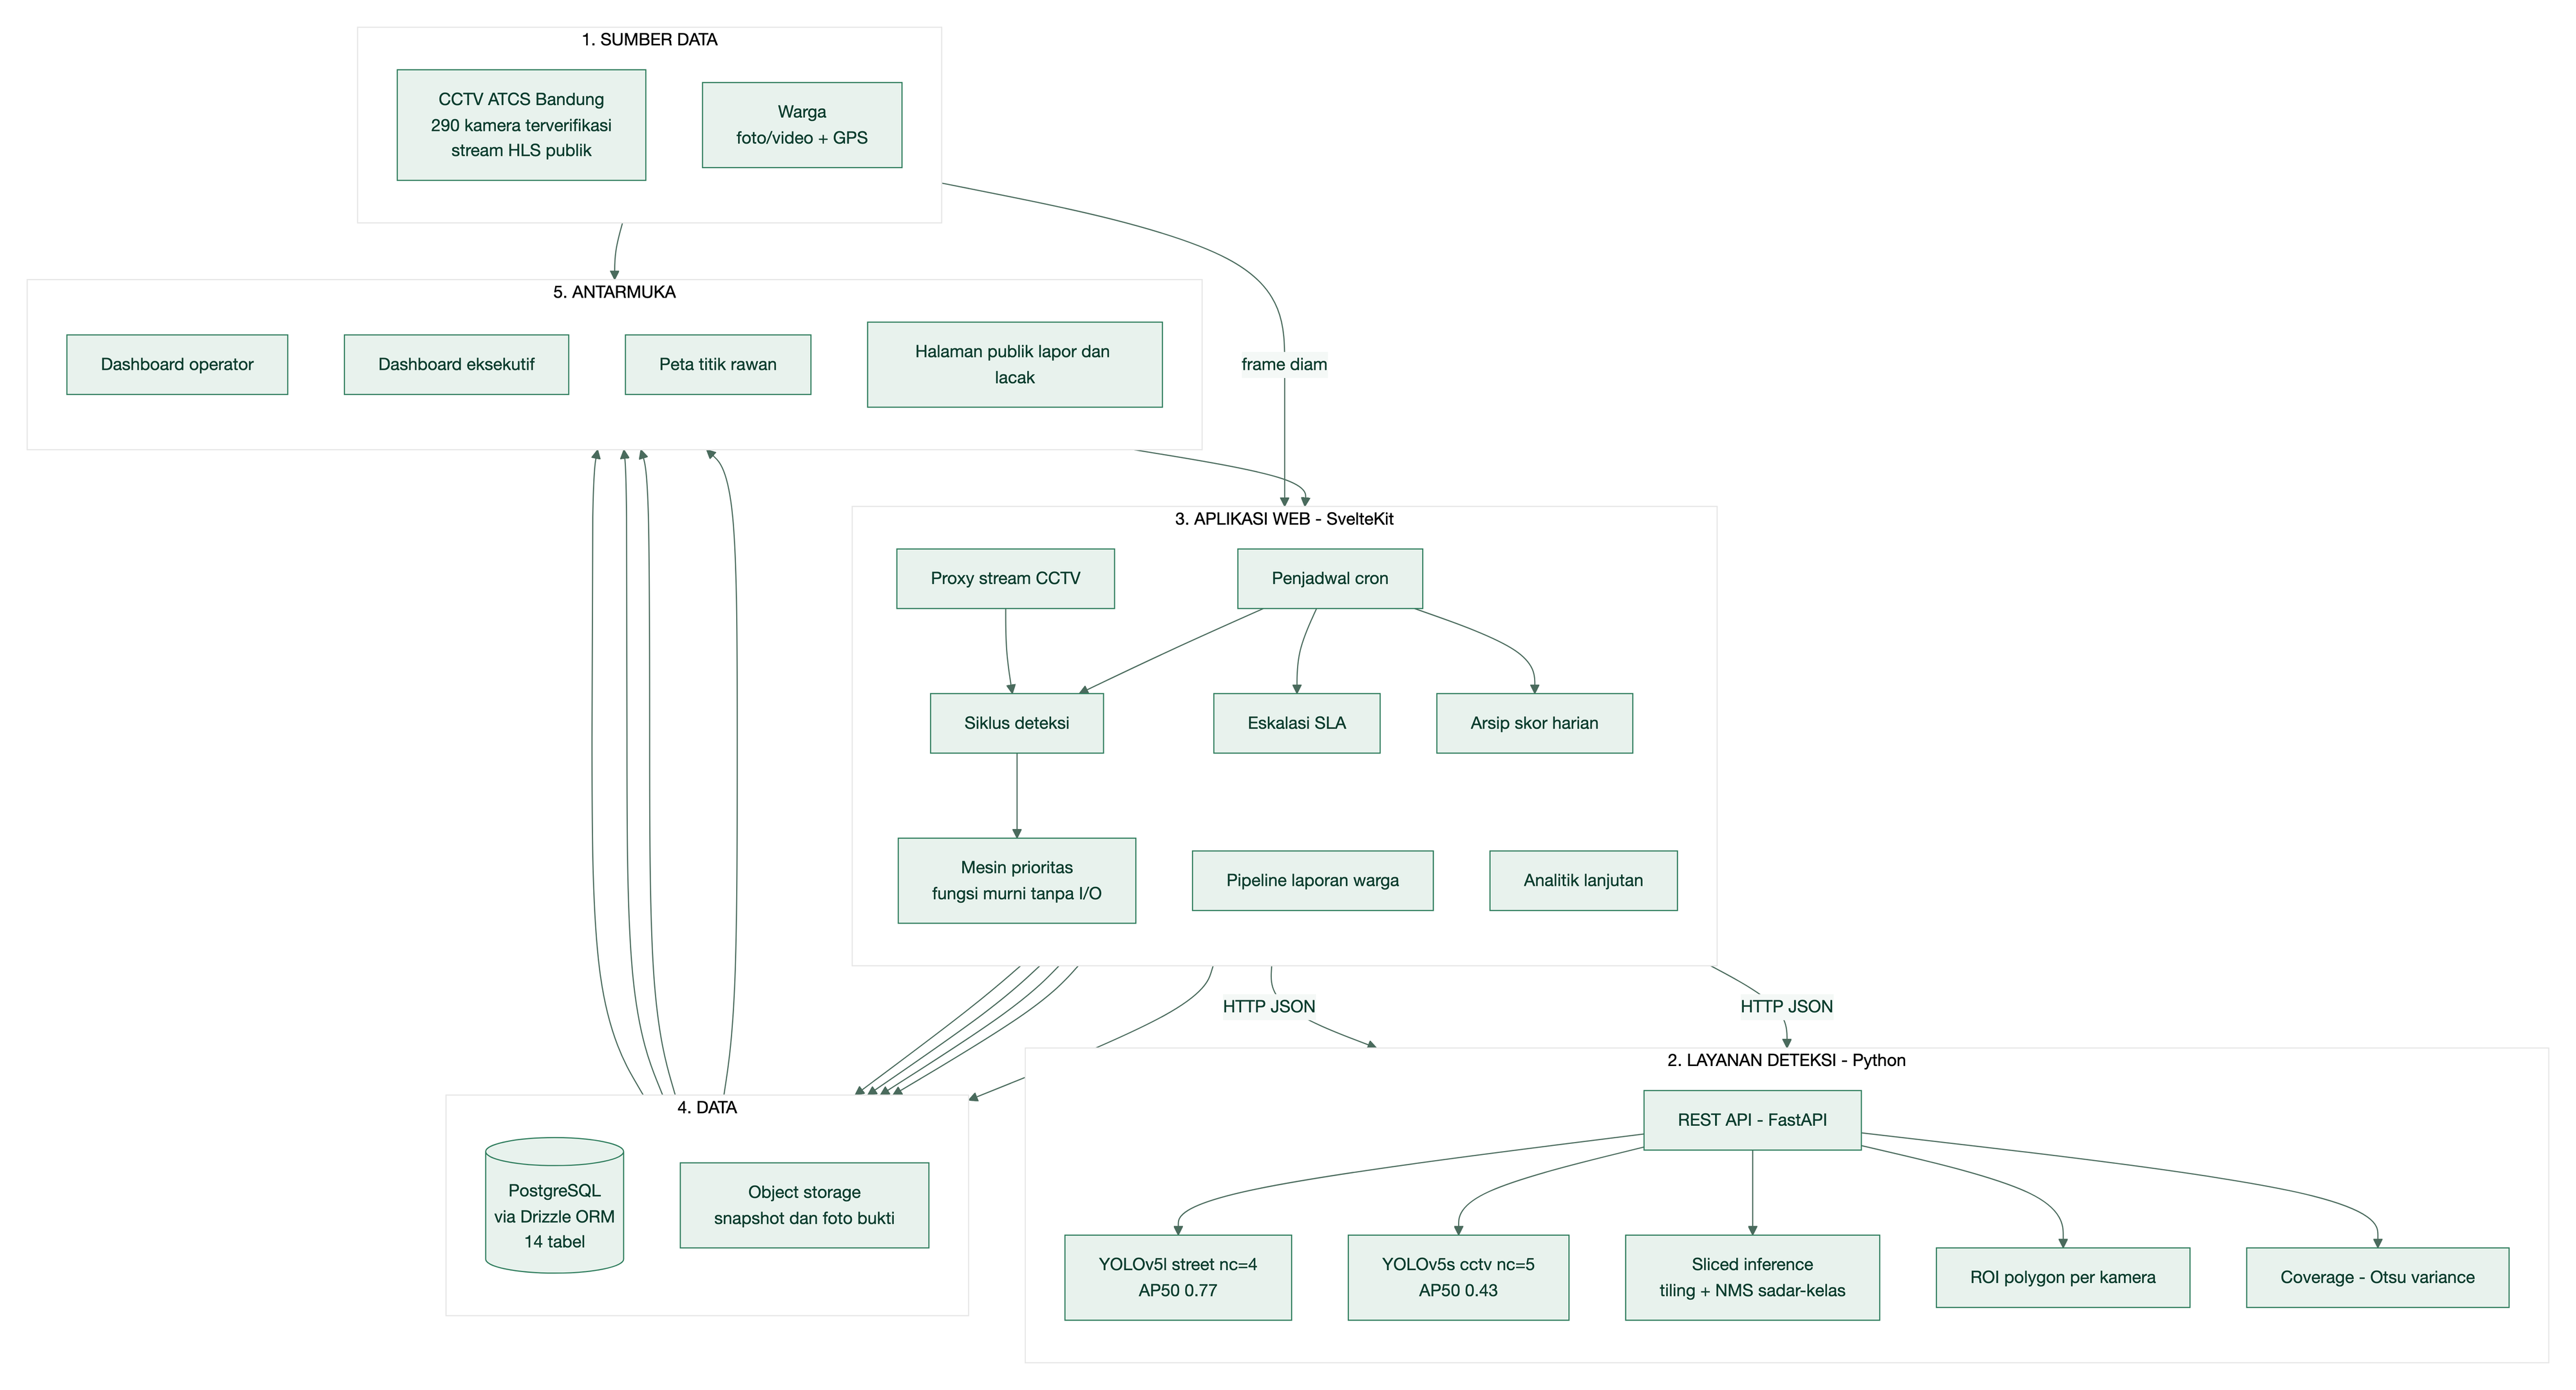 1. SUMBER DATA
CCTV ATCS Bandung
290 kamera terverifikasi
stream HLS publik
Warga
foto/video + GPS
5. ANTARMUKA
Dashboard operator
Dashboard eksekutif
Peta titik rawan
Halaman publik lapor dan
lacak
frame diam
3. APLIKASI WEB - SvelteKit
Proxy stream CCTV
Penjadwal cron
Siklus deteksi
Eskalasi SLA
Arsip skor harian
Mesin prioritas
fungsi murni tanpa I/O
Pipeline laporan warga
Analitik lanjutan
HTTP JSON
HTTP JSON
4. DATA
PostgreSQL
via Drizzle ORM
14 tabel
Object storage
snapshot dan foto bukti
2. LAYANAN DETEKSI - Python
REST API - FastAPI
YOLOv5l street nc=4
AP50 0.77
YOLOv5s cctv nc=5
AP50 0.43
Sliced inference
tiling + NMS sadar-kelas
ROI polygon per kamera
Coverage - Otsu variance